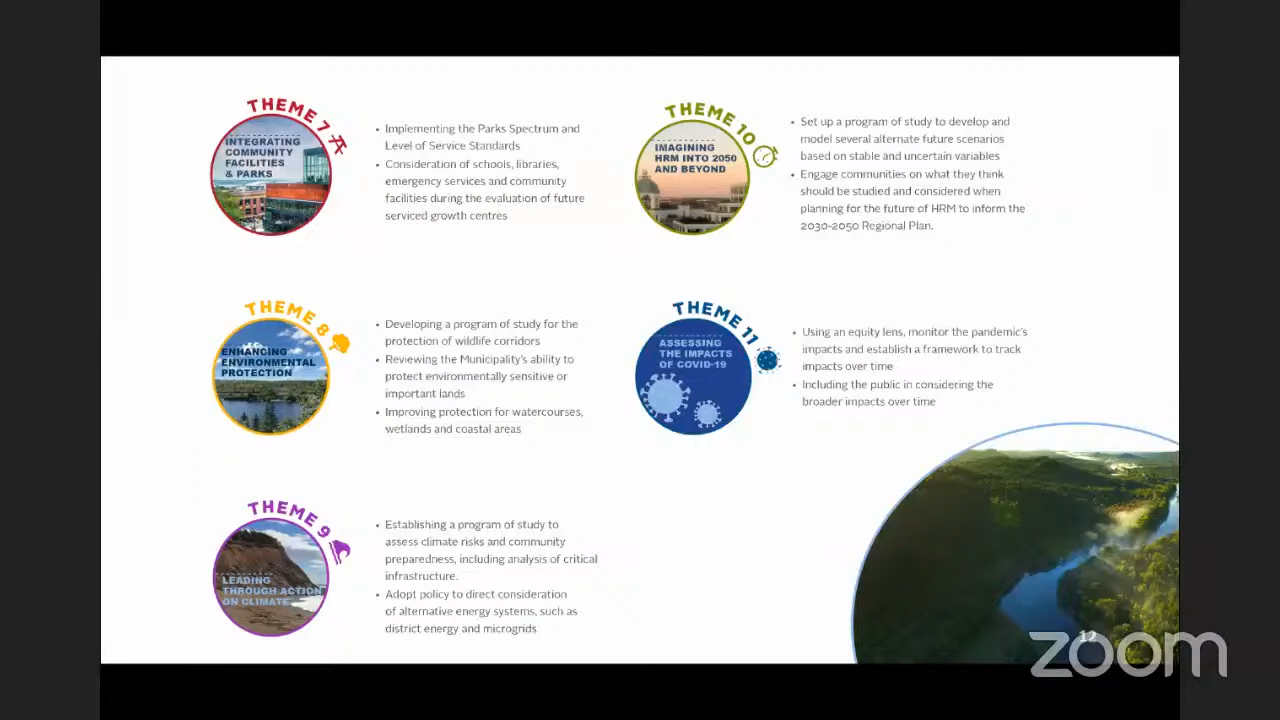 THEME 7
INTEGRATING
COMMUNITY
FACILITIES
& PARKS
• Implementing the Parks Spectrum and
Level of Service Standards
• Consideration of schools, libraries,
emergency services and community
facilities during the evaluation of future
serviced growth centres
THEME 8
ENHANCING
ENVIRONMENTAL
PROTECTION
• Developing a program of study for the
protection of wildlife corridors
• Reviewing the Municipality's ability to
protect environmentally sensitive or
important lands
• Improving protection for watercourses,
wetlands and coastal areas
THEME 9
LEADING
THROUGH ACTION
ON CLIMATE
• Establishing a program of study to
assess climate risks and community
preparedness, including analysis of critical
infrastructure.
• Adopt policy to direct consideration
of alternative energy systems, such as
district energy and microgrids
THEME 10
IMAGINING
HRM INTO 2050
AND BEYOND
• Set up a program of study to develop and
model several alternate future scenarios
based on stable and uncertain variables
• Engage communities on what they think
should be studied and considered when
planning for the future of HRM to inform the
2030-2050 Regional Plan.
THEME 11
ASSESSING
THE IMPACTS
OF COVID-19
• Using an equity lens, monitor the pandemic's
impacts and establish a framework to track
impacts over time
• Including the public in considering the
broader impacts over time
12
zoom